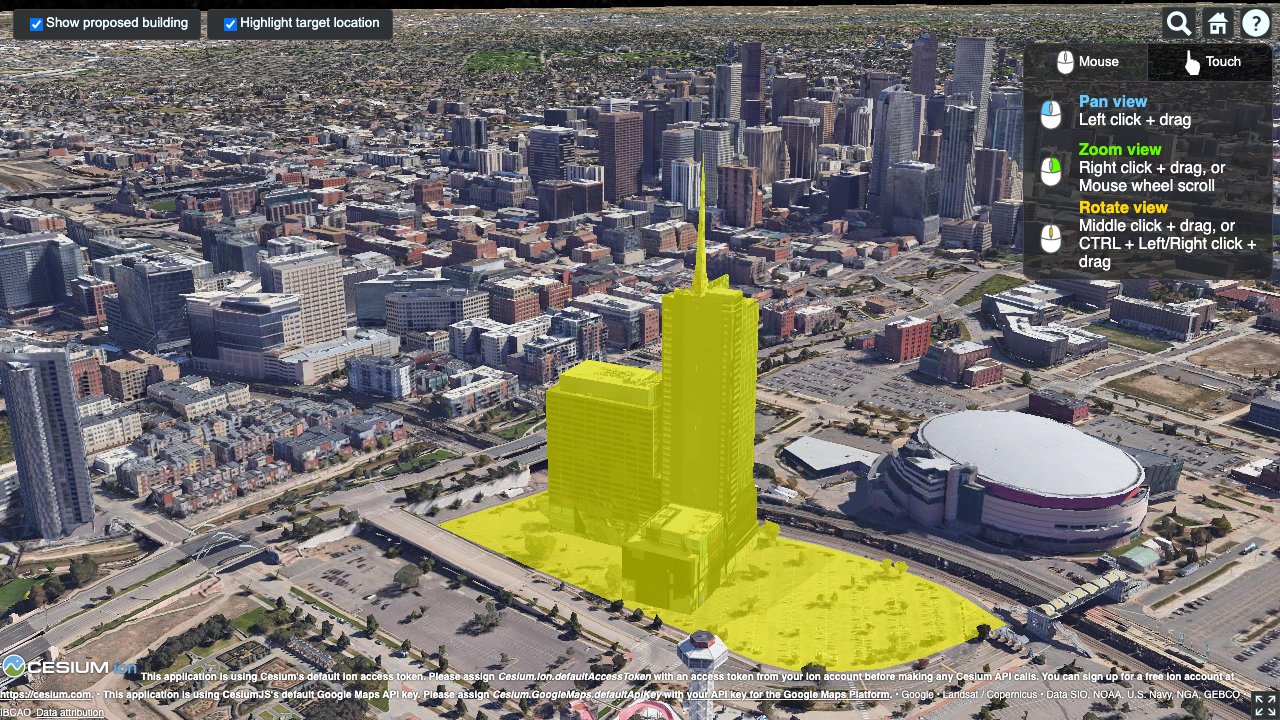 Show proposed building
Highlight target location
Mouse
Touch
Pan view
Left click + drag
Zoom view
Right click + drag, or
Mouse wheel scroll
Rotate view
Middle click + drag, or
CTRL + Left/Right click +
drag
CESIUM ion
This application is using Cesium's default ion access token. Please assign Cesium.Ion.defaultAccessToken with an access token from your ion account before making any Cesium API calls. You can sign up for a free ion account at
https://cesium.com. • This application is using CesiumJS's default Google Maps API key. Please assign Cesium.GoogleMaps.defaultApiKey with your API key for the Google Maps Platform. • Google • Landsat / Copernicus • Data SIO, NOAA, U.S. Navy, NGA, GEBCO,
IBCAO Data attribution